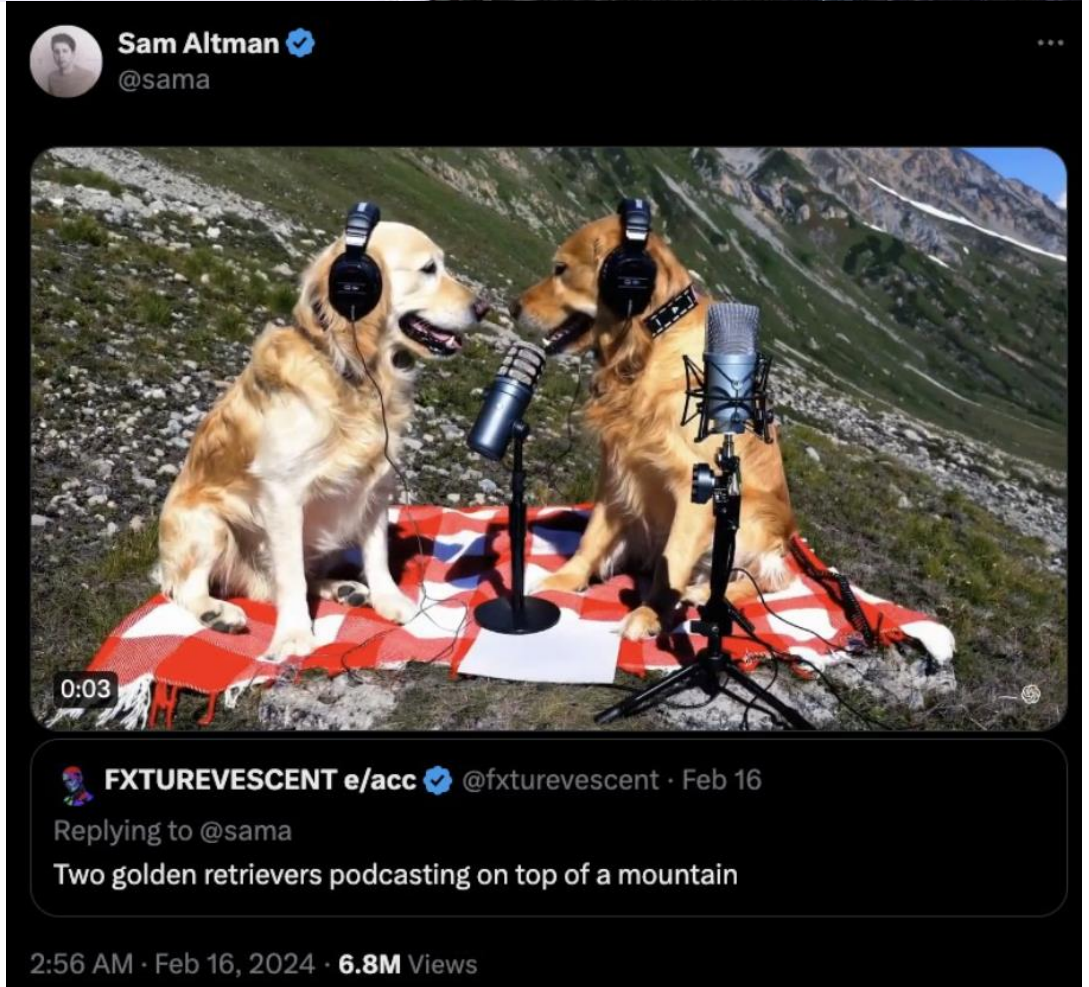 Sam Altman
@sama
0:03
FXTUREVESCENT e/acc @fxturevescent · Feb 16
Replying to @sama
Two golden retrievers podcasting on top of a mountain
2:56 AM · Feb 16, 2024 · 6.8M Views